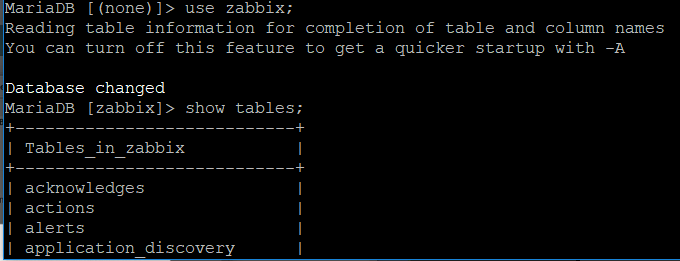 MariaDB [(none)]> use zabbix;
Reading table information for completion of table and column names
You can turn off this feature to get a quicker startup with -A

Database changed
MariaDB [zabbix]> show tables;
+----------------------------+
| Tables_in_zabbix           |
+----------------------------+
| acknowledges               |
| actions                    |
| alerts                     |
| application_discovery      |